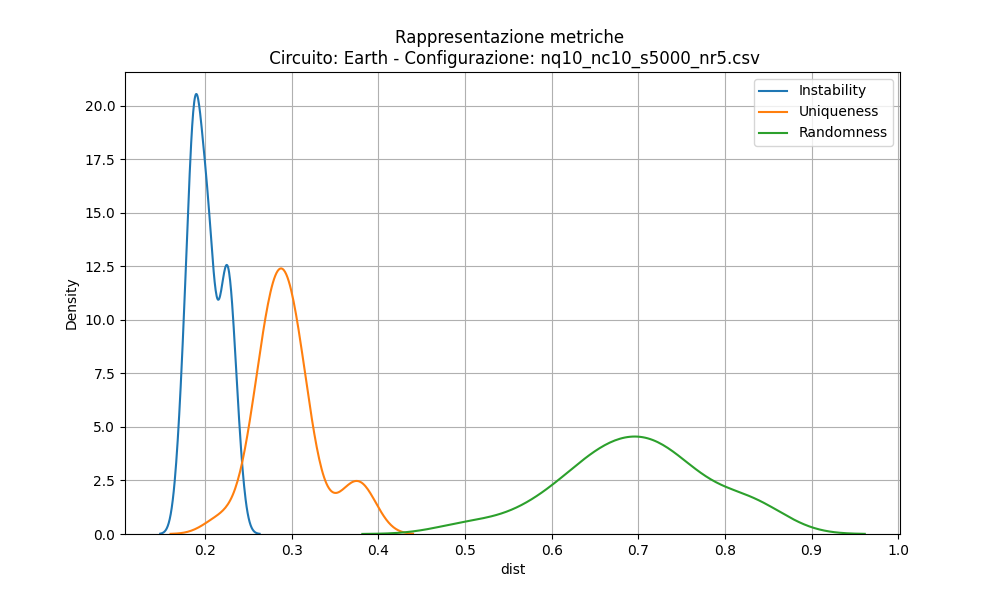 Rappresentazione metriche
Circuito: Earth - Configurazione: nq10_nc10_s5000_nr5.csv
Instability
Uniqueness
Randomness
20.0
17.5
15.0
12.5
10.0
7.5
5.0
2.5
0.0
Density
0.2 0.3 0.4 0.5 0.6 0.7 0.8 0.9 1.0
dist